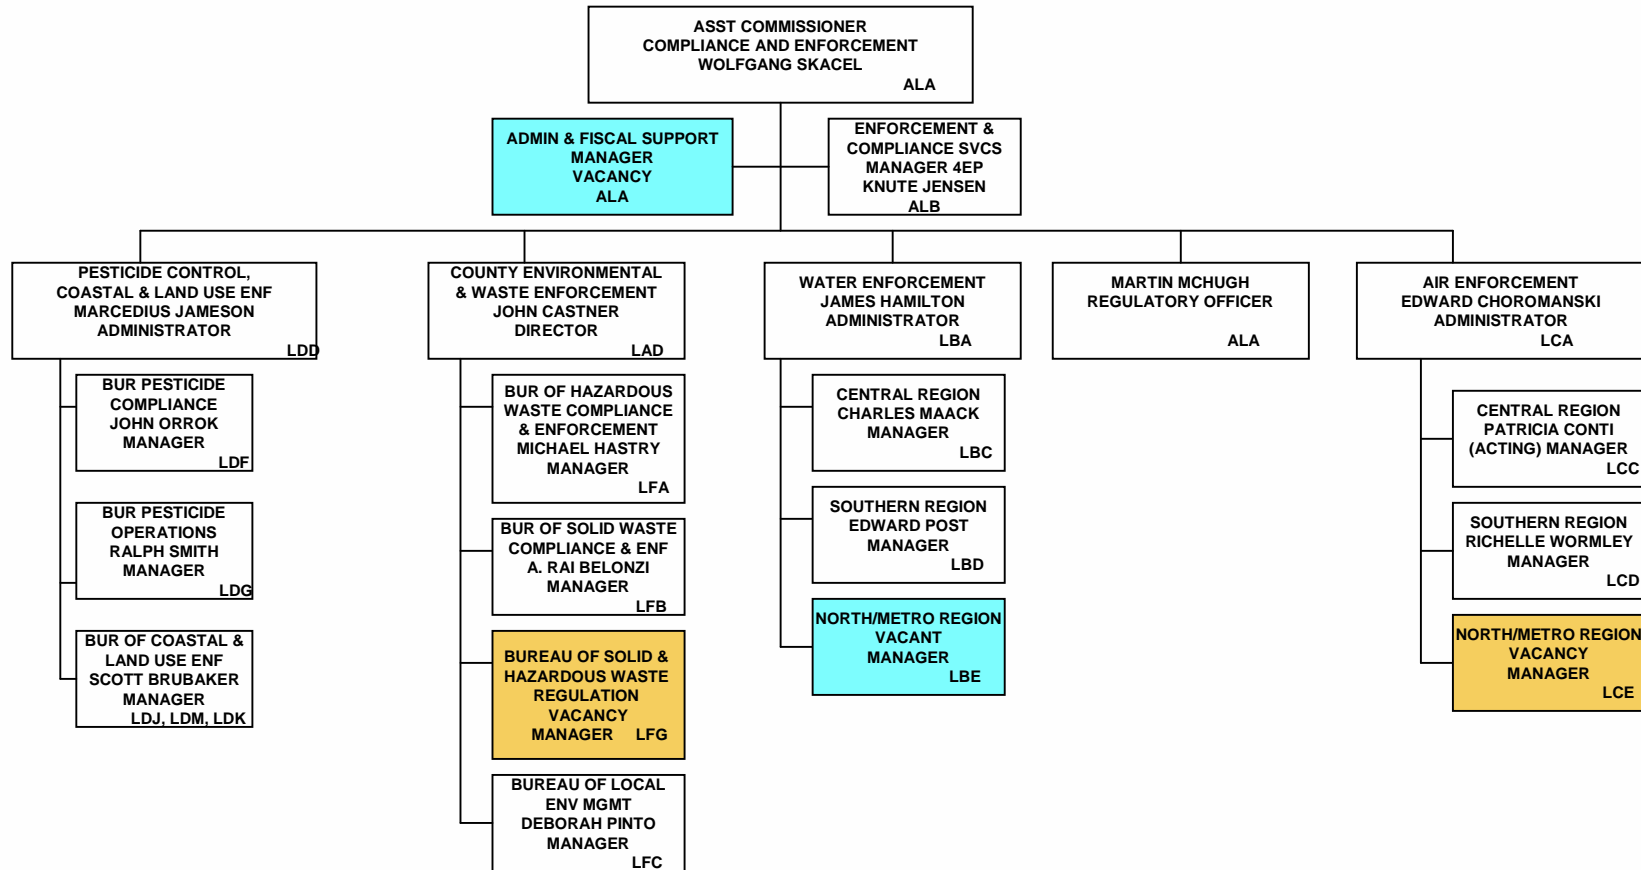 ASST COMMISSIONER
COMPLIANCE AND ENFORCEMENT
WOLFGANG SKACEL
ALA
ADMIN & FISCAL SUPPORT
MANAGER
VACANCY
ALA
ENFORCEMENT &
COMPLIANCE SVCS
MANAGER 4EP
KNUTE JENSEN
ALB
PESTICIDE CONTROL,
COASTAL & LAND USE ENF
MARCEDIUS JAMESON
ADMINISTRATOR
LDD
BUR PESTICIDE
COMPLIANCE
JOHN ORROK
MANAGER
LDF
BUR PESTICIDE
OPERATIONS
RALPH SMITH
MANAGER
LDG
BUR OF COASTAL &
LAND USE ENF
SCOTT BRUBAKER
MANAGER
LDJ, LDM, LDK
COUNTY ENVIRONMENTAL
& WASTE ENFORCEMENT
JOHN CASTNER
DIRECTOR
LAD
BUR OF HAZARDOUS
WASTE COMPLIANCE
& ENFORCEMENT
MICHAEL HASTRY
MANAGER
LFA
BUR OF SOLID WASTE
COMPLIANCE & ENF
A. RAI BELONZI
MANAGER
LFB
BUREAU OF SOLID &
HAZARDOUS WASTE
REGULATION
VACANCY
MANAGER LFG
BUREAU OF LOCAL
ENV MGMT
DEBORAH PINTO
MANAGER
LFC
WATER ENFORCEMENT
JAMES HAMILTON
ADMINISTRATOR
LBA
CENTRAL REGION
CHARLES MAACK
MANAGER
LBC
SOUTHERN REGION
EDWARD POST
MANAGER
LBD
NORTH/METRO REGION
VACANT
MANAGER
LBE
MARTIN MCHUGH
REGULATORY OFFICER
ALA
AIR ENFORCEMENT
EDWARD CHOROMANSKI
ADMINISTRATOR
LCA
CENTRAL REGION
PATRICIA CONTI
(ACTING) MANAGER
LCC
SOUTHERN REGION
RICHELLE WORMLEY
MANAGER
LCD
NORTH/METRO REGION
VACANCY
MANAGER
LCE